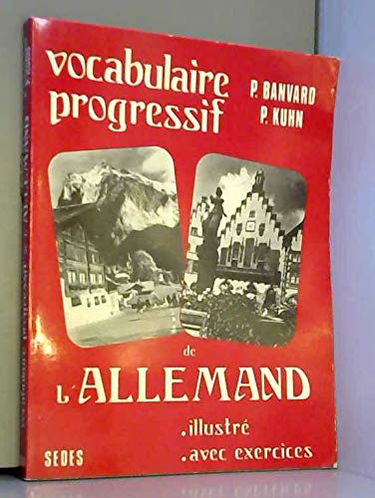 vocabulaire
progressif
P. BANVARD
P. KUHN
de
L'ALLEMAND
.illustré
.avec exercices
SEDES